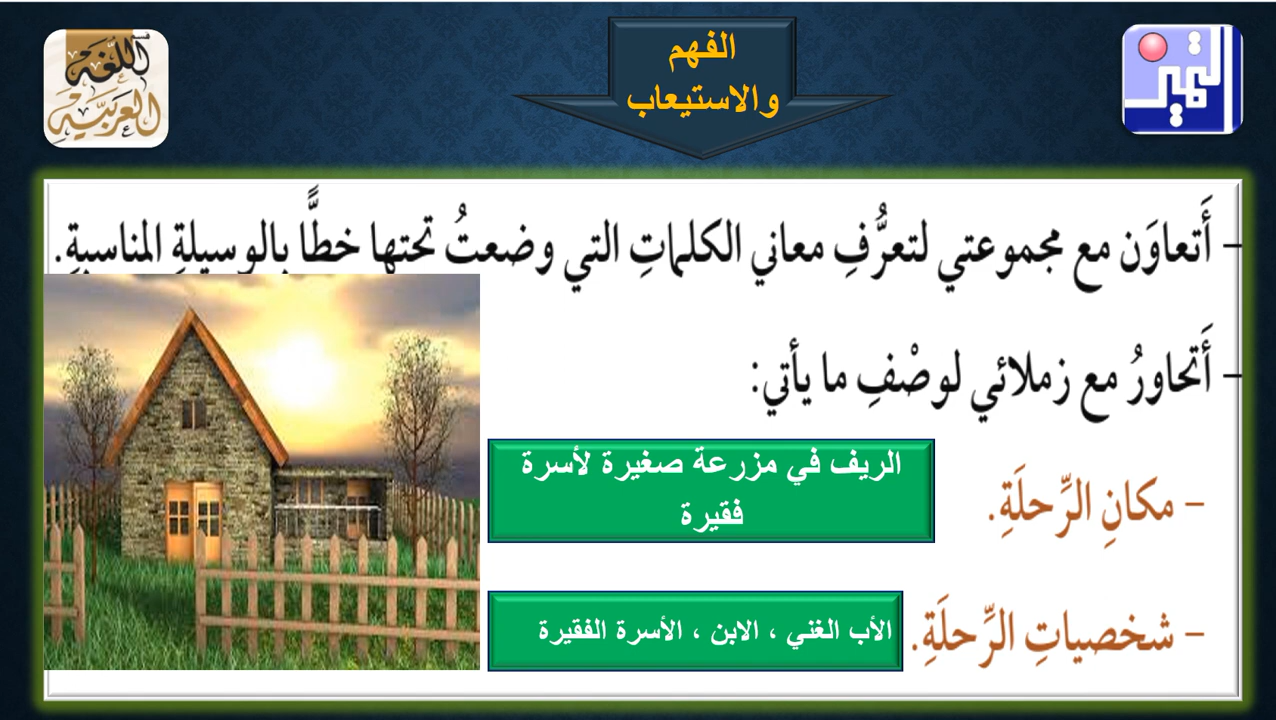 الفهم
والاستيعاب
التميز
اللغة
العربية
– أَتعاوَن مع مجموعتي لتعرُّفِ معاني الكلماتِ التي وضعتُ تحتها خطًّا بالوسيلةِ المناسبةِ.
– أَتحاورُ مع زملائي لوصْفِ ما يأتي:
– مكانِ الرِّحلَةِ.
الريف في مزرعة صغيرة لأسرة
فقيرة
– شخصياتِ الرِّحلَةِ.
الأب الغني ، الابن ، الأسرة الفقيرة